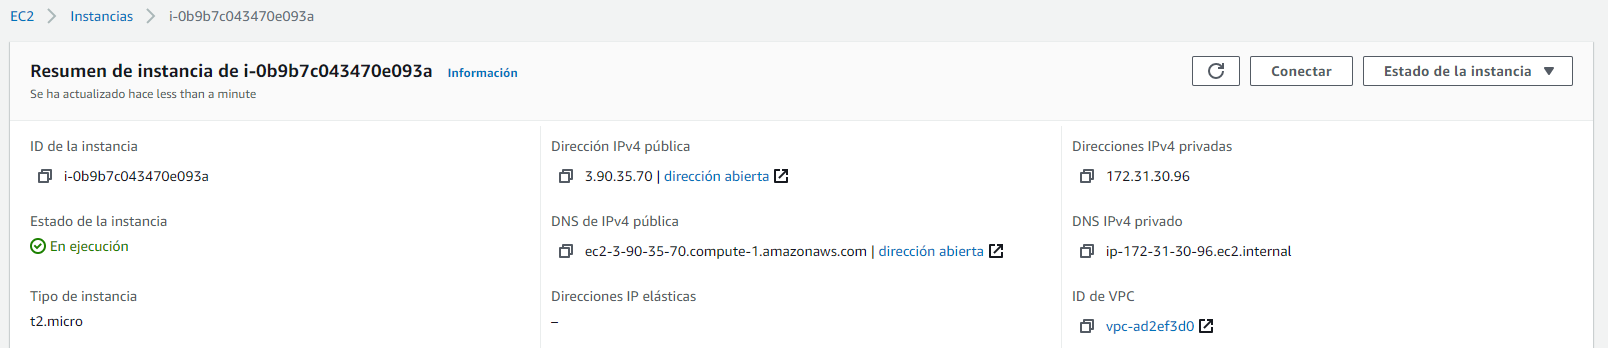 EC2 > Instancias > i-0b9b7c043470e093a
Resumen de instancia de i-0b9b7c043470e093a Información
Conectar
Estado de la instancia
Se ha actualizado hace less than a minute
ID de la instancia
i-0b9b7c043470e093a
Dirección IPv4 pública
3.90.35.70 | dirección abierta
Direcciones IPv4 privadas
172.31.30.96
Estado de la instancia
En ejecución
DNS de IPv4 pública
ec2-3-90-35-70.compute-1.amazonaws.com | dirección abierta
DNS IPv4 privado
ip-172-31-30-96.ec2.internal
Tipo de instancia
t2.micro
Direcciones IP elásticas
–
ID de VPC
vpc-ad2ef3d0